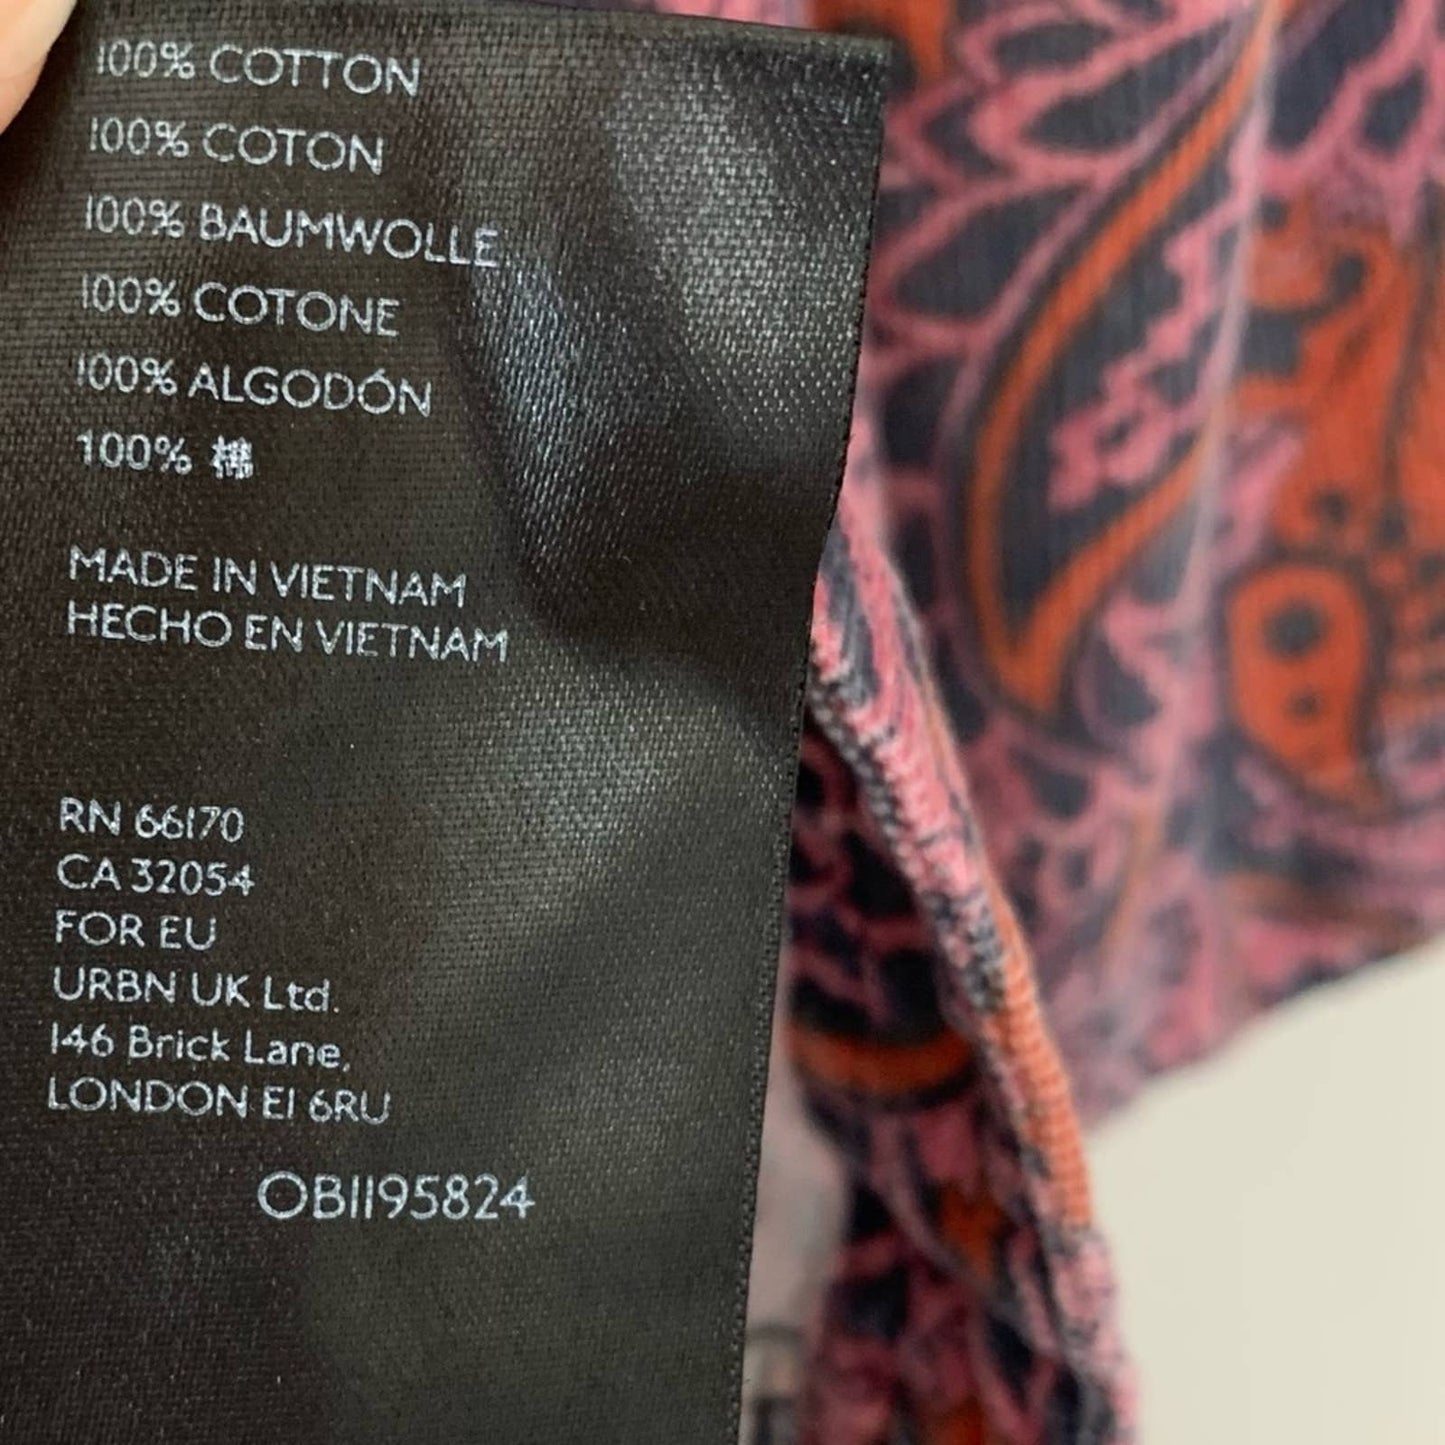 100% COTTON
100% COTON
100% BAUMWOLLE
100% COTONE
100% ALGODÓN
100% 棉
MADE IN VIETNAM
HECHO EN VIETNAM
RN 66170
CA 32054
FOR EU
URBN UK Ltd.
146 Brick Lane,
LONDON E1 6RU
OB1195824